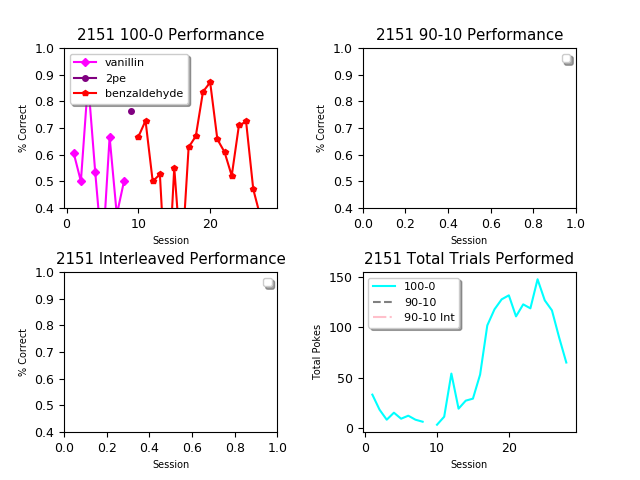 2151 100-0 Performance
% Correct
1.0
0.9
0.8
0.7
0.6
0.5
0.4
vanillin
2pe
benzaldehyde
0
10
20
Session
2151 90-10 Performance
% Correct
1.0
0.9
0.8
0.7
0.6
0.5
0.4
0.0
0.2
0.4
0.6
0.8
1.0
Session
2151 Interleaved Performance
% Correct
1.0
0.9
0.8
0.7
0.6
0.5
0.4
0.0
0.2
0.4
0.6
0.8
1.0
Session
2151 Total Trials Performed
Total Pokes
150
100
50
0
100-0
90-10
90-10 Int
0
10
20
Session